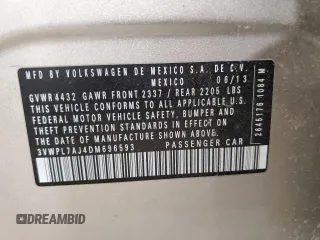 MFD BY VOLKSWAGEN DE MEXICO S.A. DE C.V.
MEXICO 06/13
GVWR 4432 GAWR FRONT 2337 / REAR 2205 LBS
THIS VEHICLE CONFORMS TO ALL APPLICABLE
FEDERAL MOTOR VEHICLE SAFETY, BUMPER AND
THEFT PREVENTION STANDARDS IN EFFECT ON THE
DATE OF MANUFACTURE SHOWN ABOVE.
3VWPL7AJ4DM696593 PASSENGER CAR
2645176 1084 M
DREAMBID